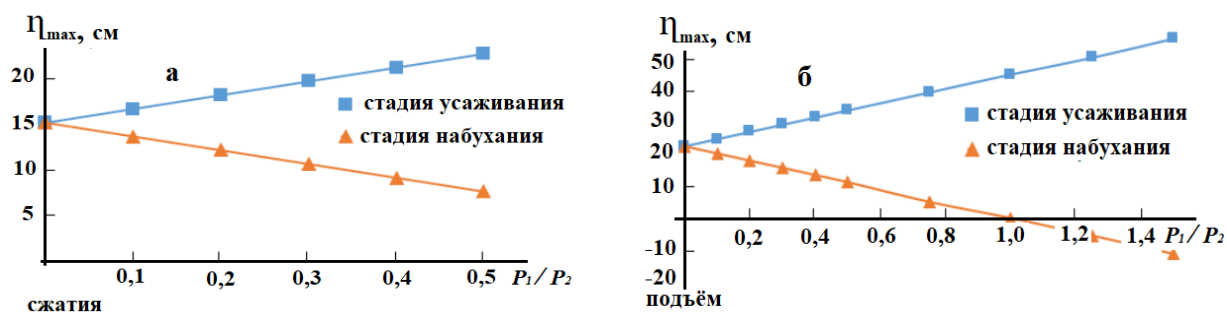 η_max, см
а
20
15
10
5
стадия усаживания
стадия набухания
0,1 0,2 0,3 0,4 0,5 P₁/P₂
сжатия
η_max, см
б
50
40
30
20
10
-10
-20
стадия усаживания
стадия набухания
0,2 0,4 0,6 0,8 1,0 1,2 1,4 P₁/P₂
подъём